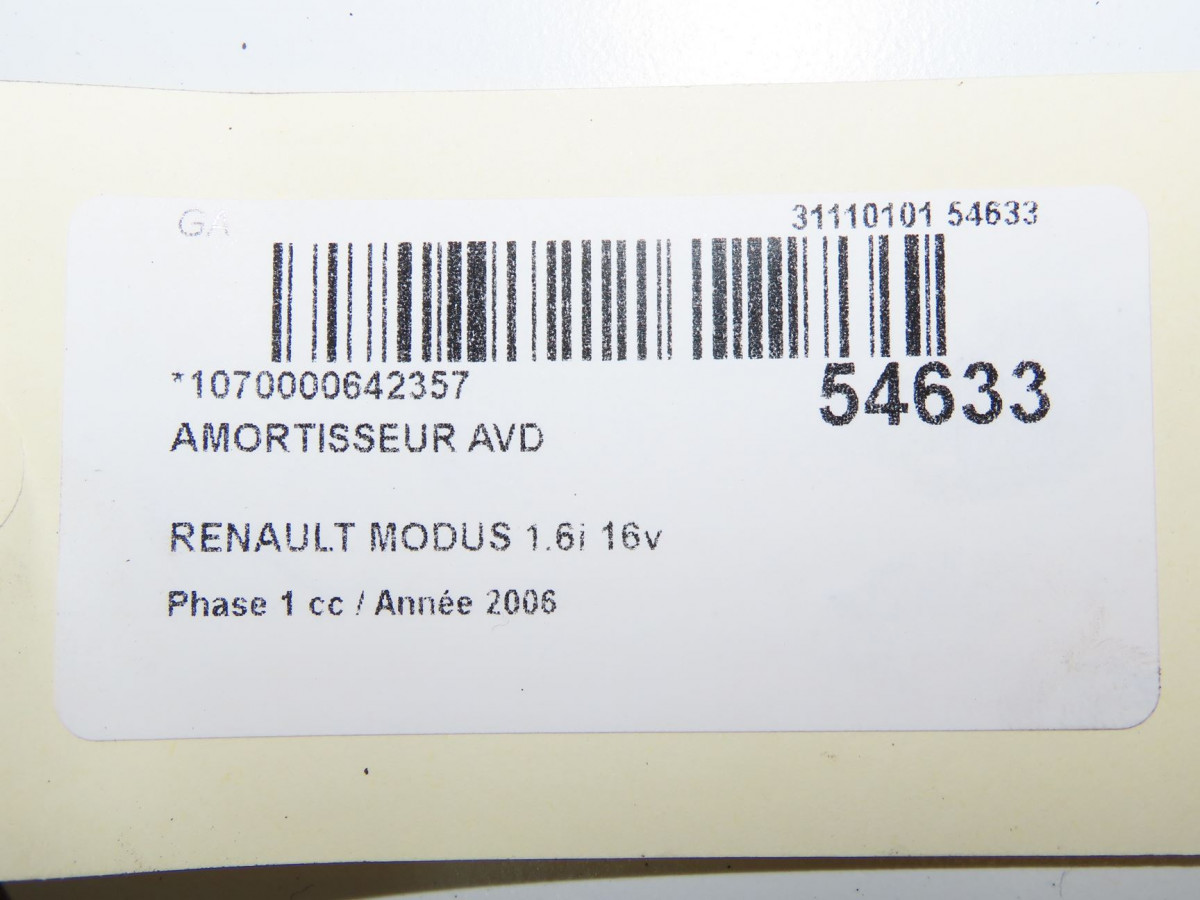 GA
31110101 54633
*1070000642357
54633
AMORTISSEUR AVD
RENAULT MODUS 1.6i 16v
Phase 1 cc / Année 2006